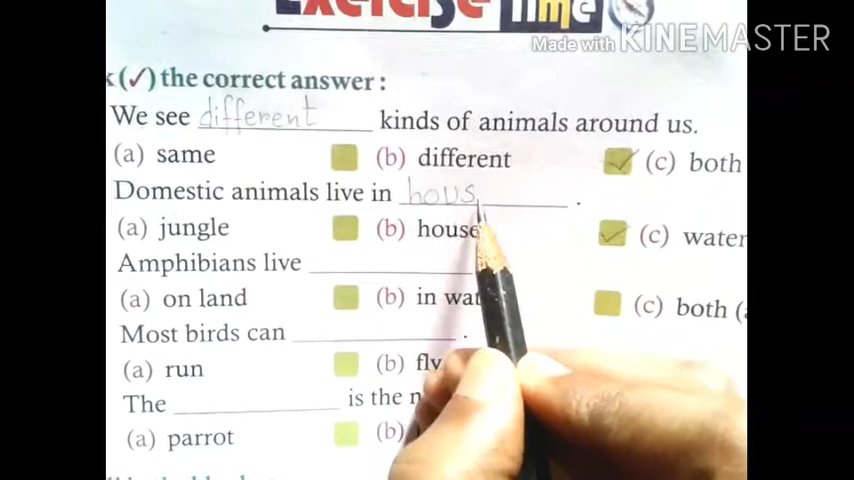 Exercise Time
Made with KINEMASTER
(✓) the correct answer :
We see different kinds of animals around us.
(a) same (b) different ✓ (c) both
Domestic animals live in hous .
(a) jungle (b) house ✓ (c) water
Amphibians live
(a) on land (b) in (c) both
Most birds can .
(a) run (b) fly
The is the
(a) parrot (b)